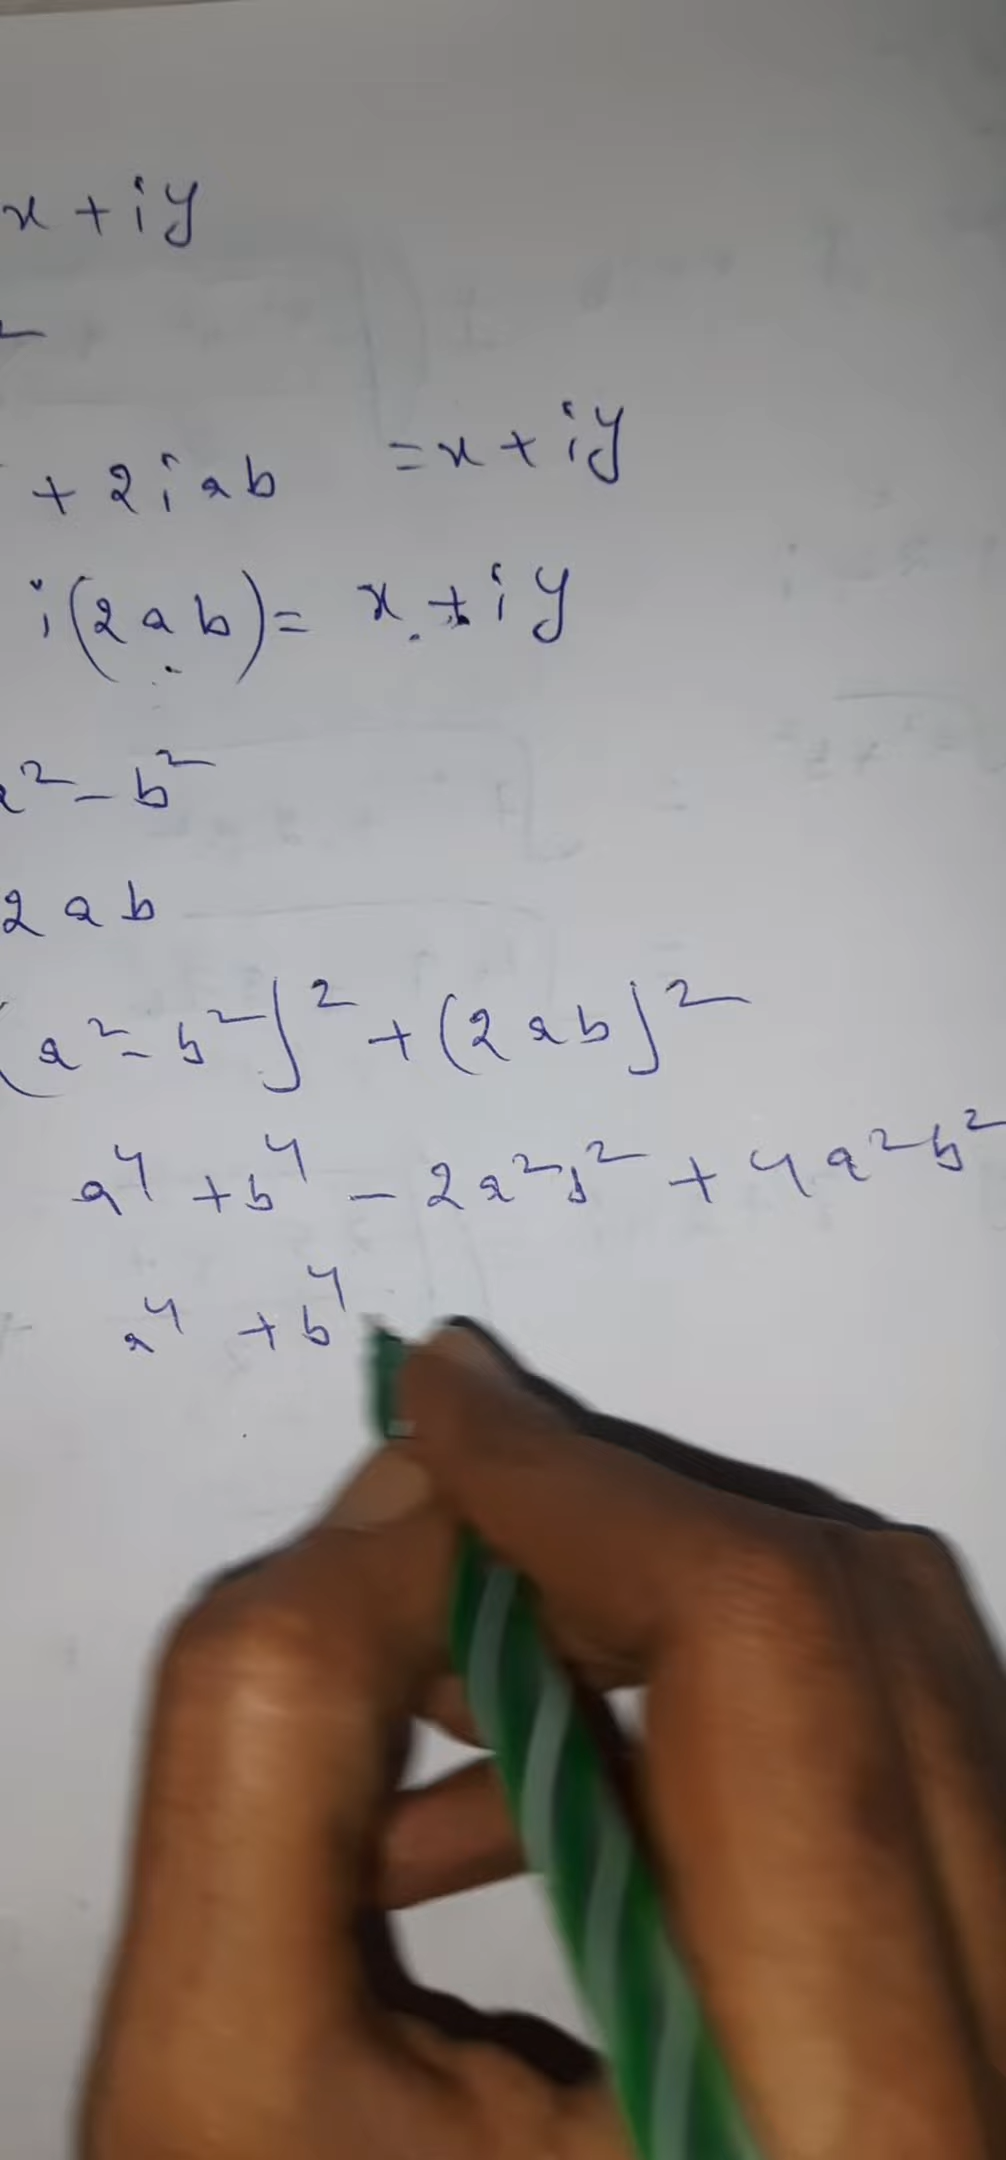 x + iy
2
+ 2iab = x + iy
i(2ab) = x + iy
a² - b²
2ab
(a² - b²)² + (2ab)²
a⁴ + b⁴ - 2a²b² + 4a²b²
a⁴ + b⁴